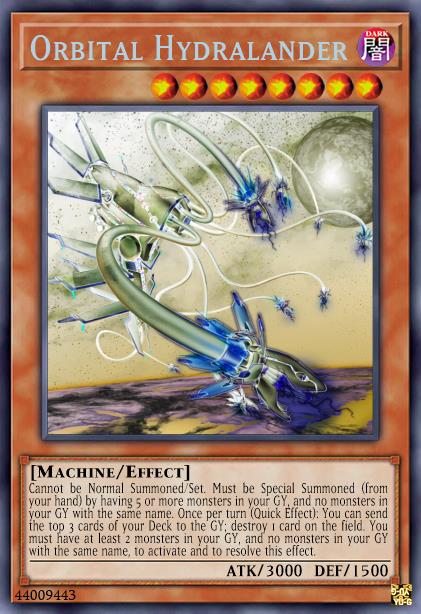 ORBITAL HYDRALANDER
DARK
闇
[MACHINE/EFFECT]
Cannot be Normal Summoned/Set. Must be Special Summoned (from
your hand) by having 5 or more monsters in your GY, and no monsters in
your GY with the same name. Once per turn (Quick Effect): You can send
the top 3 cards of your Deck to the GY; destroy 1 card on the field. You
must have at least 2 monsters in your GY, and no monsters in your GY
with the same name, to activate and to resolve this effect.
ATK/3000 DEF/1500
44009443